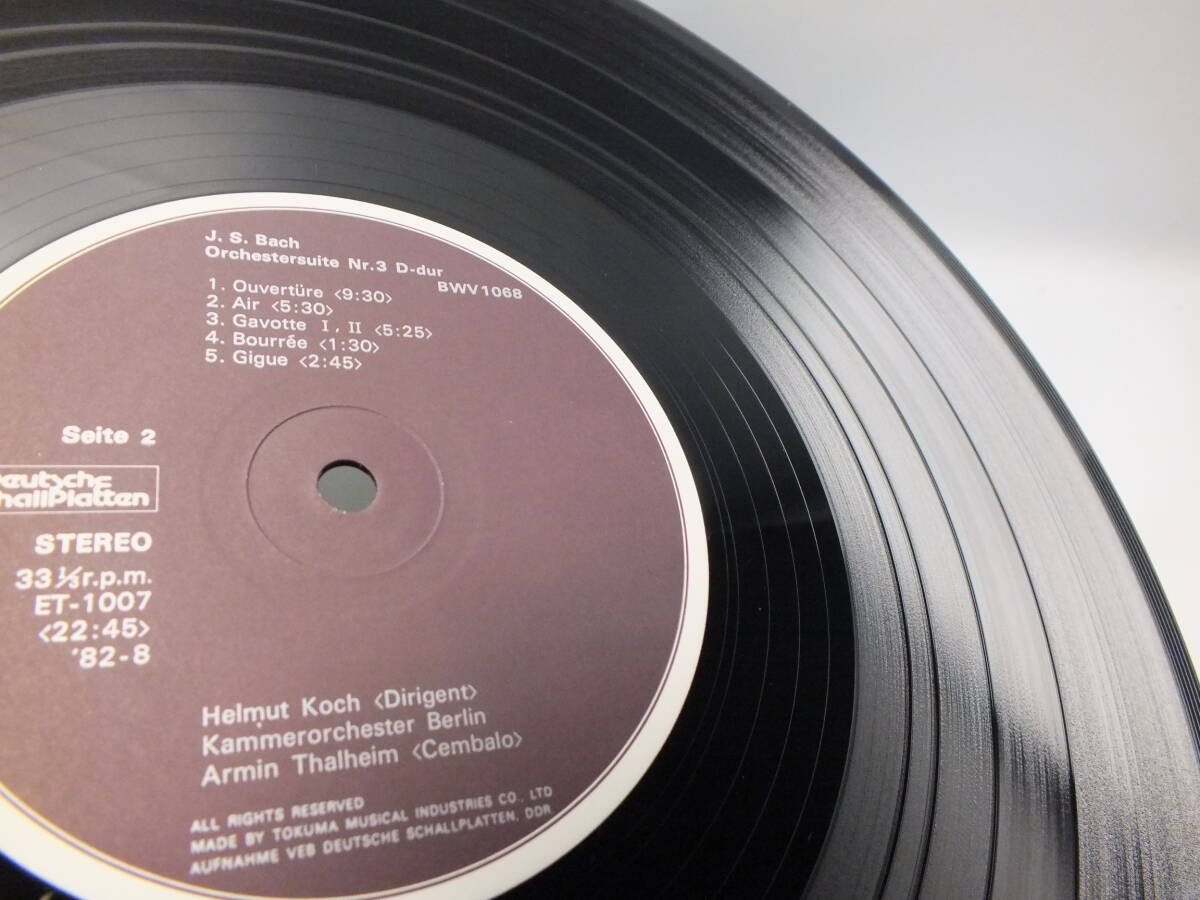 J. S. Bach
Orchestersuite Nr.3 D-dur
BWV 1068
1. Ouvertüre <9:30>
2. Air <5:30>
3. Gavotte I, II <5:25>
4. Bourrée <1:30>
5. Gigue <2:45>
Seite 2
Deutsche
challPlatten
STEREO
33⅓r.p.m.
ET-1007
<22:45>
'82-8
Helmut Koch <Dirigent>
Kammerorchester Berlin
Armin Thalheim <Cembalo>
ALL RIGHTS RESERVED
MADE BY TOKUMA MUSICAL INDUSTRIES CO., LTD
AUFNAHME VEB DEUTSCHE SCHALLPLATTEN, DDR